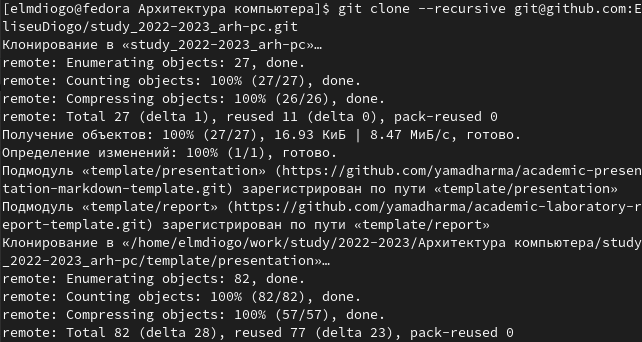 [elmdiogo@fedora Архитектура компьютера]$ git clone --recursive git@github.com:E
liseuDiogo/study_2022-2023_arh-pc.git
Клонирование в «study_2022-2023_arh-pc»…
remote: Enumerating objects: 27, done.
remote: Counting objects: 100% (27/27), done.
remote: Compressing objects: 100% (26/26), done.
remote: Total 27 (delta 1), reused 11 (delta 0), pack-reused 0
Получение объектов: 100% (27/27), 16.93 КиБ | 8.47 МиБ/с, готово.
Определение изменений: 100% (1/1), готово.
Подмодуль «template/presentation» (https://github.com/yamadharma/academic-presen
tation-markdown-template.git) зарегистрирован по пути «template/presentation»
Подмодуль «template/report» (https://github.com/yamadharma/academic-laboratory-r
eport-template.git) зарегистрирован по пути «template/report»
Клонирование в «/home/elmdiogo/work/study/2022-2023/Архитектура компьютера/study
_2022-2023_arh-pc/template/presentation»…
remote: Enumerating objects: 82, done.
remote: Counting objects: 100% (82/82), done.
remote: Compressing objects: 100% (57/57), done.
remote: Total 82 (delta 28), reused 77 (delta 23), pack-reused 0